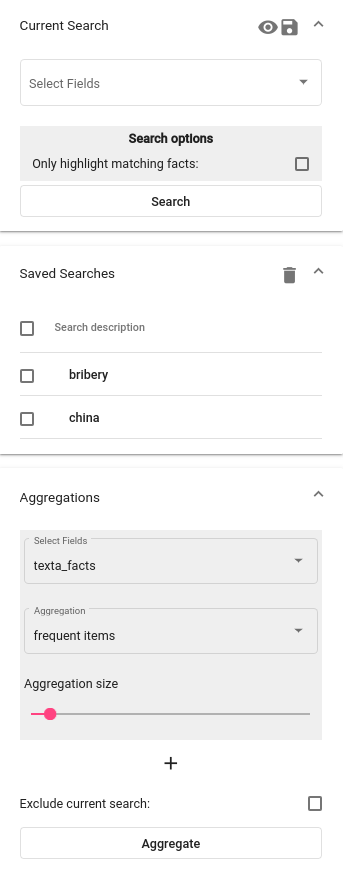 Current Search
Select Fields
Search options
Only highlight matching facts:
Search
Saved Searches
Search description
bribery
china
Aggregations
Select Fields
texta_facts
Aggregation
frequent items
Aggregation size
+
Exclude current search:
Aggregate